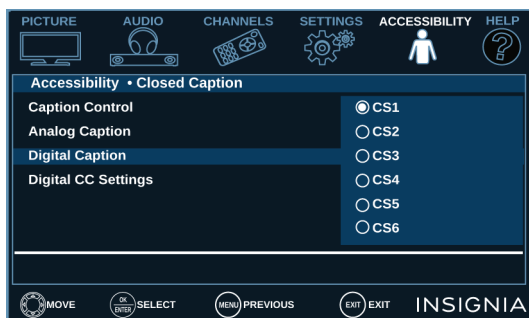 PICTURE AUDIO CHANNELS SETTINGS ACCESSIBILITY HELP
Accessibility • Closed Caption
Caption Control CS1
Analog Caption CS2
Digital Caption CS3
Digital CC Settings CS4
CS5
CS6
OK ENTER MENU EXIT
MOVE SELECT PREVIOUS EXIT INSIGNIA